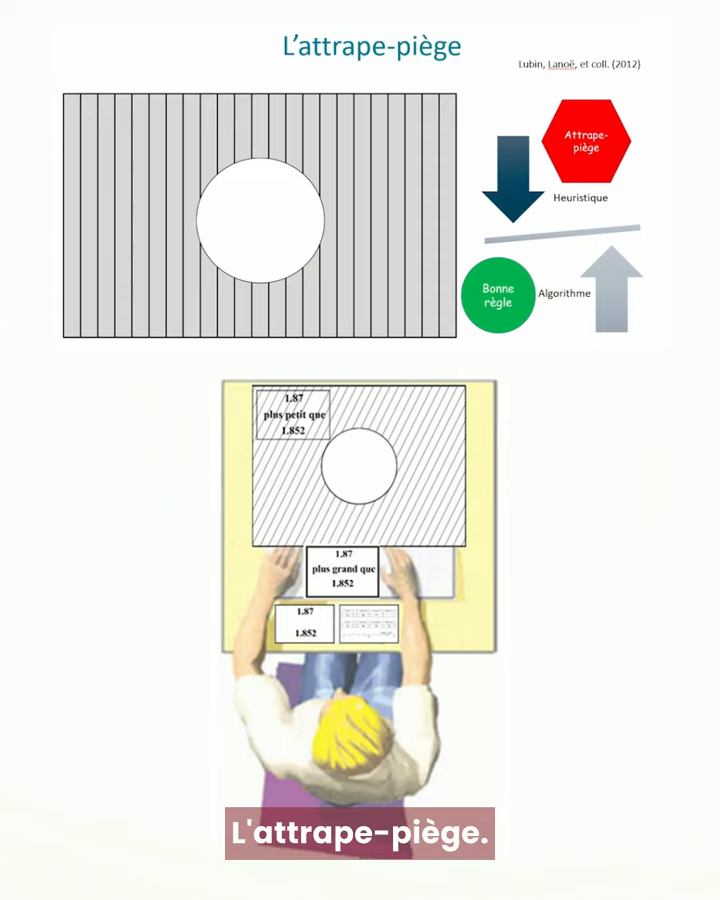 L'attrape-piège
Lubin, Lanoë, et coll. (2012)
Attrape-
piège
Heuristique
Bonne
règle
Algorithme
1.87
plus petit que
1.852
1.87
plus grand que
1.852
1.87
1.852
L'attrape-piège.